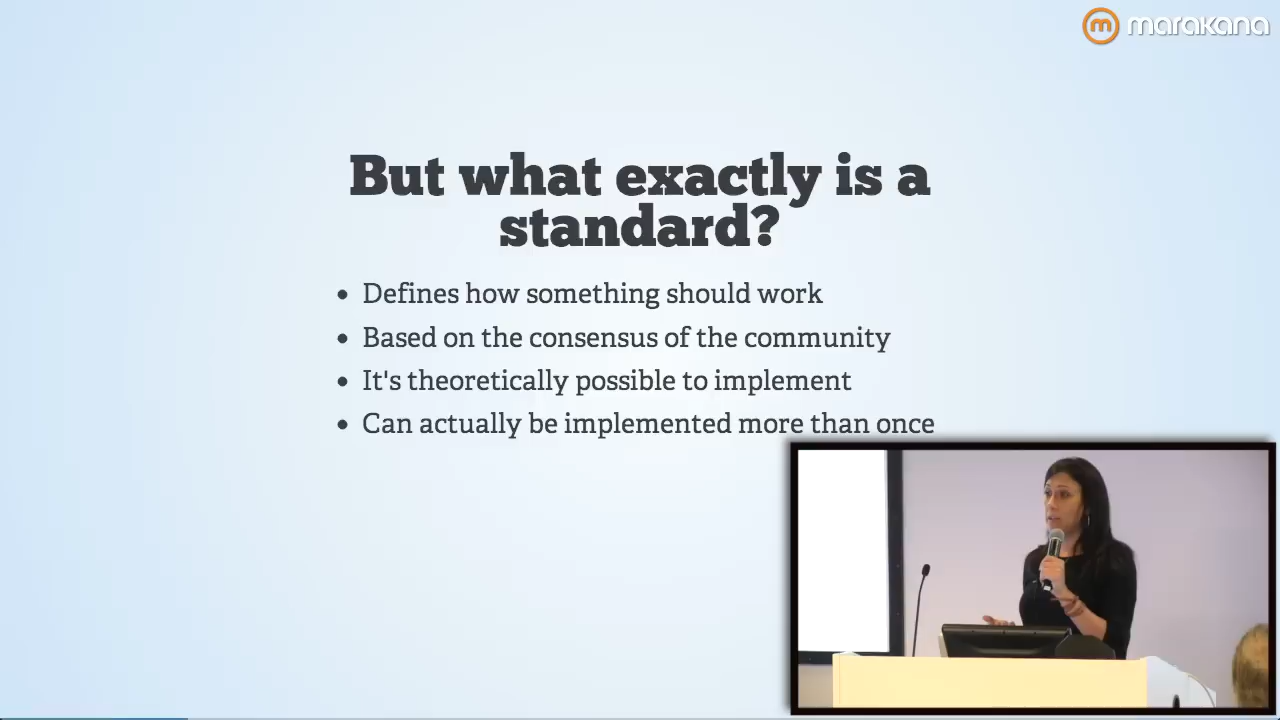 marakana
But what exactly is a
standard?
• Defines how something should work
• Based on the consensus of the community
• It's theoretically possible to implement
• Can actually be implemented more than once